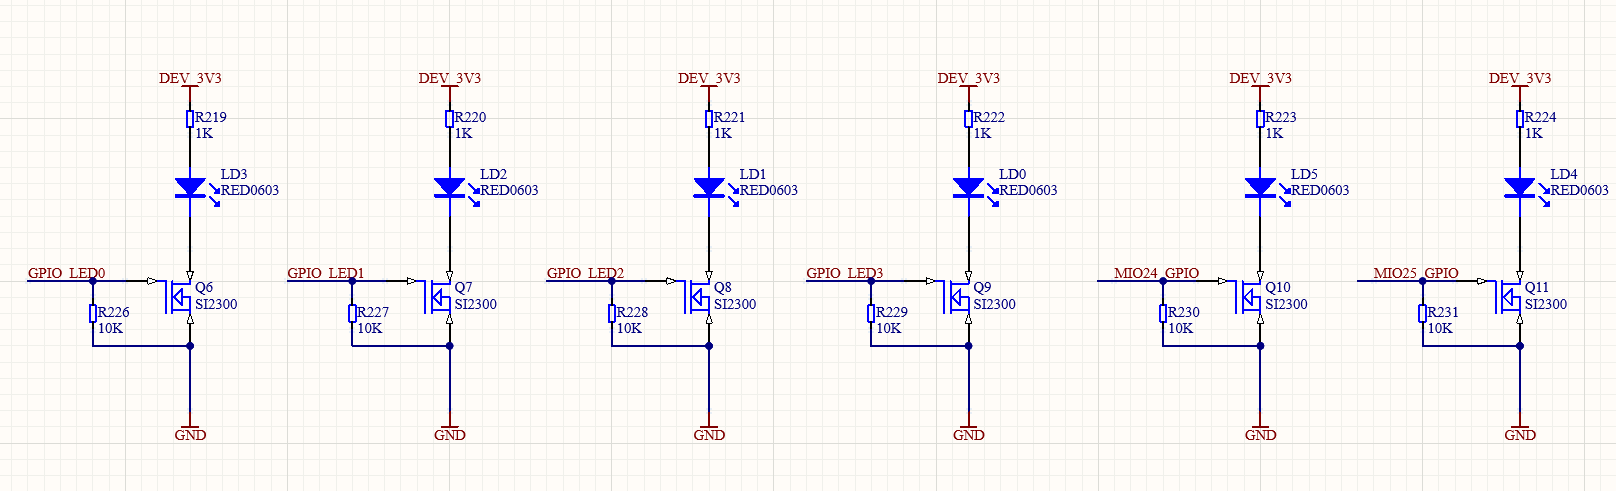 DEV_3V3 DEV_3V3 DEV_3V3 DEV_3V3 DEV_3V3 DEV_3V3
R219 R220 R221 R222 R223 R224
1K 1K 1K 1K 1K 1K
LD3 LD2 LD1 LD0 LD5 LD4
RED0603 RED0603 RED0603 RED0603 RED0603 RED0603
GPIO_LED0 GPIO_LED1 GPIO_LED2 GPIO_LED3 MIO24_GPIO MIO25_GPIO
Q6 Q7 Q8 Q9 Q10 Q11
SI2300 SI2300 SI2300 SI2300 SI2300 SI2300
R226 R227 R228 R229 R230 R231
10K 10K 10K 10K 10K 10K
GND GND GND GND GND GND